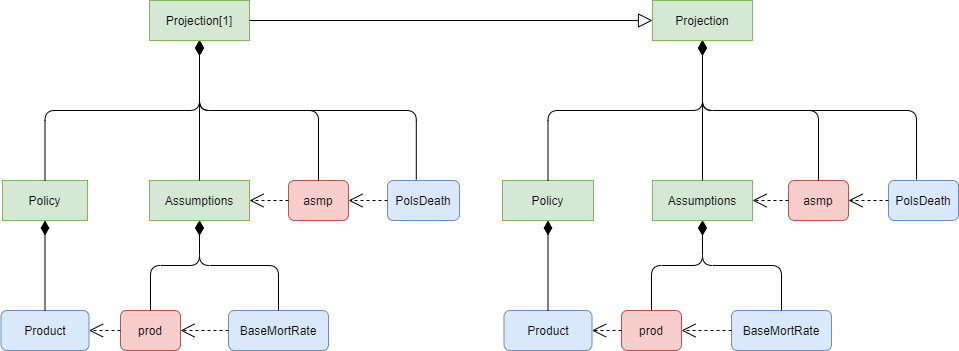 Projection[1]
Projection
Policy
Assumptions
asmp
PolsDeath
Policy
Assumptions
asmp
PolsDeath
Product
prod
BaseMortRate
Product
prod
BaseMortRate